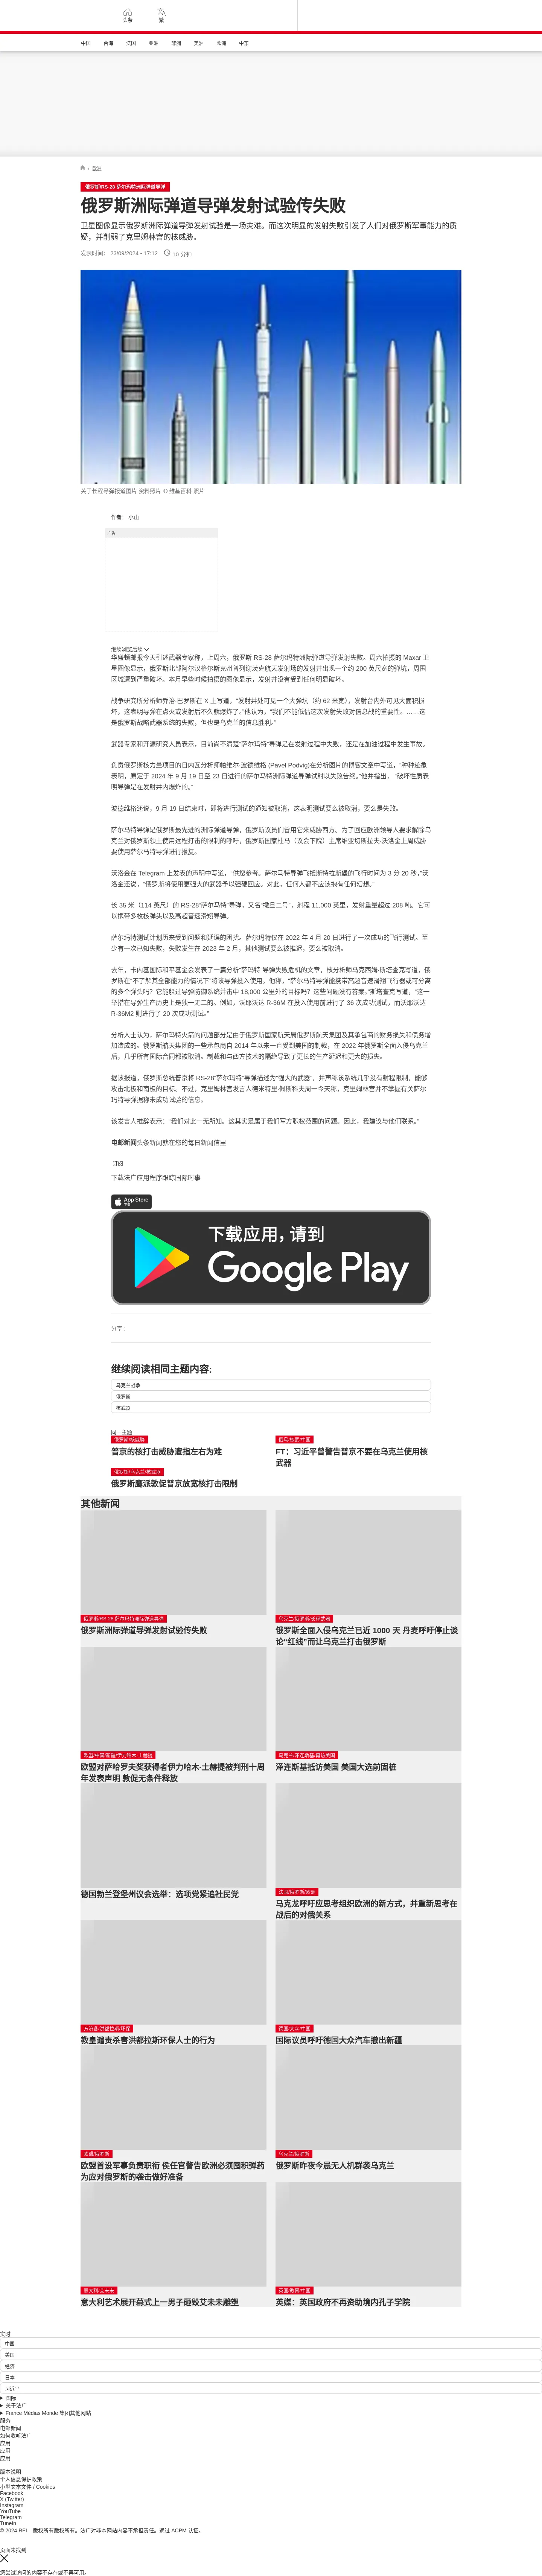 头条
繁
中国 台海 法国 亚洲 非洲 美洲 欧洲 中东
/ 欧洲
俄罗斯/RS-28 萨尔玛特洲际弹道导弹
俄罗斯洲际弹道导弹发射试验传失败
卫星图像显示俄罗斯洲际弹道导弹发射试验是一场灾难。而这次明显的发射失败引发了人们对俄罗斯军事能力的质
疑，并削弱了克里姆林宫的核威胁。
发表时间： 23/09/2024 - 17:12 10 分钟
关于长程导弹报道图片 资料照片 © 维基百科 照片
作者： 小山
广告
继续浏览后续
华盛顿邮报今天引述武器专家称，上周六，俄罗斯 RS-28 萨尔玛特洲际弹道导弹发射失败。周六拍摄的 Maxar 卫
星图像显示，俄罗斯北部阿尔汉格尔斯克州普列谢茨克航天发射场的发射井出现一个约 200 英尺宽的弹坑，周围
区域遭到严重破坏。本月早些时候拍摄的图像显示，发射井没有受到任何明显破坏。
战争研究所分析师乔治·巴罗斯在 X 上写道，“发射井处可见一个大弹坑（约 62 米宽），发射台内外可见大面积损
坏，这表明导弹在点火或发射后不久就爆炸了。”他认为，“我们不能低估这次发射失败对信息战的重要性。……这
是俄罗斯战略武器系统的失败，但也是乌克兰的信息胜利。”
武器专家和开源研究人员表示，目前尚不清楚“萨尔玛特”导弹是在发射过程中失败，还是在加油过程中发生事故。
负责俄罗斯核力量项目的日内瓦分析师帕维尔·波德维格 (Pavel Podvig)在分析图片的博客文章中写道，“种种迹象
表明，原定于 2024 年 9 月 19 日至 23 日进行的萨尔马特洲际弹道导弹试射以失败告终。”他并指出， “破坏性质表
明导弹是在发射井内爆炸的。”
波德维格还说，9 月 19 日结束时，即将进行测试的通知被取消，这表明测试要么被取消，要么是失败。
萨尔马特导弹是俄罗斯最先进的洲际弹道导弹，俄罗斯议员们曾用它来威胁西方。为了回应欧洲领导人要求解除乌
克兰对俄罗斯领土使用远程打击的限制的呼吁，俄罗斯国家杜马（议会下院）主席维亚切斯拉夫·沃洛金上周威胁
要使用萨尔马特导弹进行报复。
沃洛金在 Telegram 上发表的声明中写道，“供您参考。萨尔马特导弹飞抵斯特拉斯堡的飞行时间为 3 分 20 秒，”沃
洛金还说，“俄罗斯将使用更强大的武器予以强硬回应。对此，任何人都不应该抱有任何幻想。”
长 35 米（114 英尺）的 RS-28“萨尔马特”导弹，又名“撒旦二号”，射程 11,000 英里，发射重量超过 208 吨。它可
以携带多枚核弹头以及高超音速滑翔导弹。
萨尔玛特测试计划历来受到问题和延误的困扰。萨尔玛特仅在 2022 年 4 月 20 日进行了一次成功的飞行测试。至
少有一次已知失败，失败发生在 2023 年 2 月，其他测试要么被推迟，要么被取消。
去年，卡内基国际和平基金会发表了一篇分析“萨玛特”导弹失败危机的文章，核分析师马克西姆·斯塔查克写道，俄
罗斯在“不了解其全部能力的情况下”将该导弹投入使用。他称，“萨尔马特导弹能携带高超音速滑翔飞行器或可分离
的多个弹头吗？它能躲过导弹防御系统并击中 18,000 公里外的目标吗？这些问题没有答案。”斯塔查克写道，“这一
举措在导弹生产历史上是独一无二的。例如，沃耶沃达 R-36M 在投入使用前进行了 36 次成功测试，而沃耶沃达
R-36M2 则进行了 20 次成功测试。”
分析人士认为，萨尔玛特火箭的问题部分是由于俄罗斯国家航天局俄罗斯航天集团及其承包商的财务损失和债务增
加造成的。俄罗斯航天集团的一些承包商自 2014 年以来一直受到美国的制裁，在 2022 年俄罗斯全面入侵乌克兰
后，几乎所有国际合同都被取消。制裁和与西方技术的隔绝导致了更长的生产延迟和更大的损失。
据该报道，俄罗斯总统普京将 RS-28“萨尔玛特”导弹描述为“强大的武器”，并声称该系统几乎没有射程限制，能够
攻击北极和南极的目标。不过，克里姆林宫发言人德米特里·佩斯科夫周一今天称，克里姆林宫并不掌握有关萨尔
玛特导弹据称未成功试验的信息。
该发言人推辞表示：“我们对此一无所知。这其实是属于我们军方职权范围的问题。因此，我建议与他们联系。”
电邮新闻头条新闻就在您的每日新闻信里
订阅
下载法广应用程序跟踪国际时事
App Store
下载
下载应用，请到
Google Play
分享 :
继续阅读相同主题内容:
乌克兰战争
俄罗斯
核武器
同一主题
俄罗斯/核威胁
普京的核打击威胁遭指左右为难
俄乌/核武/中国
FT：习近平曾警告普京不要在乌克兰使用核
武器
俄罗斯/乌克兰/核武器
俄罗斯鹰派敦促普京放宽核打击限制
其他新闻
俄罗斯/RS-28 萨尔玛特洲际弹道导弹
俄罗斯洲际弹道导弹发射试验传失败
乌克兰/俄罗斯/长程武器
俄罗斯全面入侵乌克兰已近 1000 天 丹麦呼吁停止谈
论“红线”而让乌克兰打击俄罗斯
欧盟/中国/新疆/伊力哈木·土赫提
欧盟对萨哈罗夫奖获得者伊力哈木·土赫提被判刑十周
年发表声明 敦促无条件释放
乌克兰/泽连斯基/再访美国
泽连斯基抵访美国 美国大选前固桩
德国勃兰登堡州议会选举：选项党紧追社民党
法国/俄罗斯/欧洲
马克龙呼吁应思考组织欧洲的新方式，并重新思考在
战后的对俄关系
方济各/洪都拉斯/环保
教皇谴责杀害洪都拉斯环保人士的行为
德国/大众/中国
国际议员呼吁德国大众汽车撤出新疆
欧盟/俄罗斯
欧盟首设军事负责职衔 侯任官警告欧洲必须囤积弹药
为应对俄罗斯的袭击做好准备
乌克兰/俄罗斯
俄罗斯昨夜今晨无人机群袭乌克兰
意大利/艾未未
意大利艺术展开幕式上一男子砸毁艾未未雕塑
英国/教育/中国
英媒：英国政府不再资助境内孔子学院
实时
中国
美国
经济
日本
习近平
国际
关于法广
France Médias Monde 集团其他网站
服务
电邮新闻
如何收听法广
应用
应用
应用
版本说明
个人信息保护政策
小型文本文件 / Cookies
Facebook
X (Twitter)
Instagram
YouTube
Telegram
TuneIn
© 2024 RFI – 版权所有版权所有。法广对非本网站内容不承担责任。通过 ACPM 认证。
页面未找到
您尝试访问的内容不存在或不再可用。